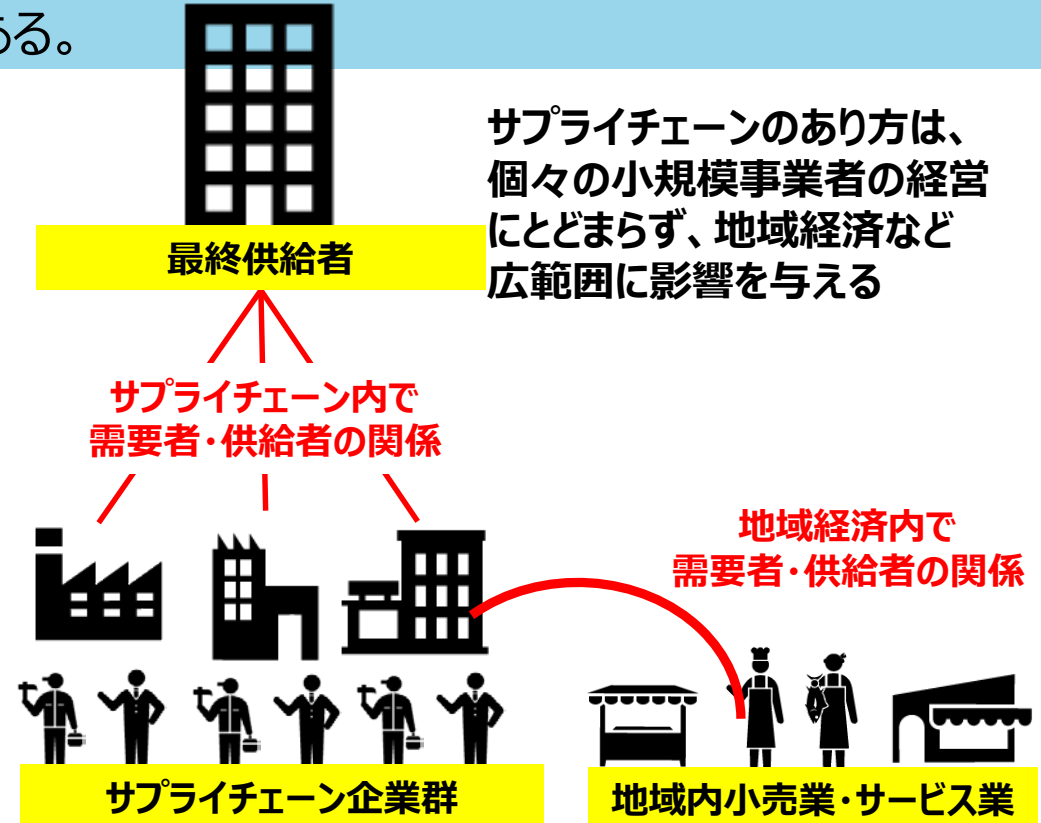 ある。
サプライチェーンのあり方は、
個々の小規模事業者の経営
にとどまらず、地域経済など
広範囲に影響を与える
最終供給者
サプライチェーン内で
需要者・供給者の関係
地域経済内で
需要者・供給者の関係
サプライチェーン企業群
地域内小売業・サービス業